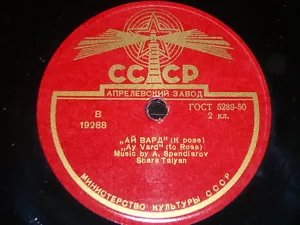 СССР
АПРЕЛЕВСКИЙ ЗАВОД
В
19288
ГОСТ 5289-50
2 кл.
„АЙ ВАРД" (К розе)
„Ay Vard" (to Rose)
Music by A. Spendiarov
Shara Talyan
МИНИСТЕРСТВО КУЛЬТУРЫ СССР